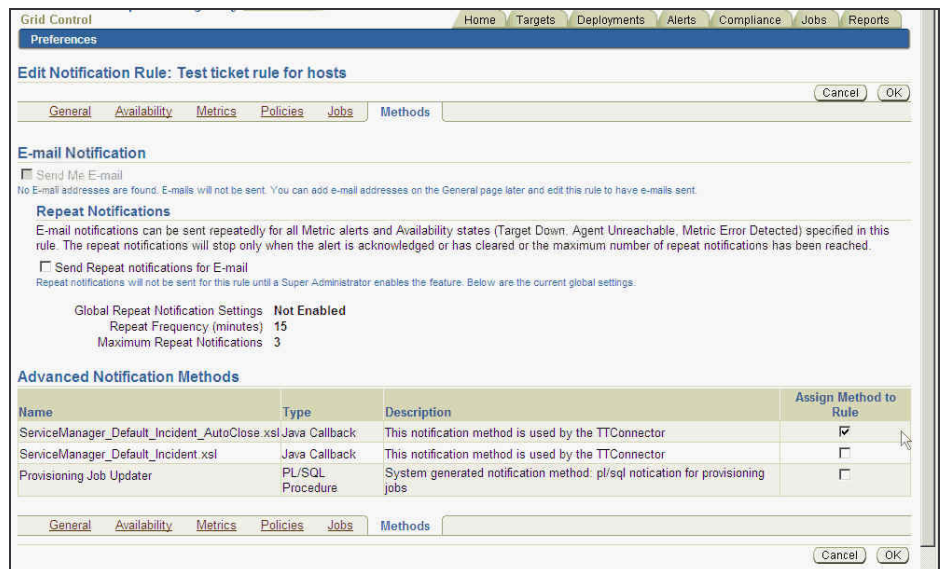 Grid Control
Home Targets Deployments Alerts Compliance Jobs Reports
Preferences
Edit Notification Rule: Test ticket rule for hosts
Cancel OK
General Availability Metrics Policies Jobs Methods
E-mail Notification
Send Me E-mail
No E-mail addresses are found. E-mails will not be sent. You can add e-mail addresses on the General page later and edit this rule to have e-mails sent.
Repeat Notifications
E-mail notifications can be sent repeatedly for all Metric alerts and Availability states (Target Down, Agent Unreachable, Metric Error Detected) specified in this
rule. The repeat notifications will stop only when the alert is acknowledged or has cleared or the maximum number of repeat notifications has been reached.
Send Repeat notifications for E-mail
Repeat notifications will not be sent for this rule until a Super Administrator enables the feature. Below are the current global settings.
Global Repeat Notification Settings Not Enabled
Repeat Frequency (minutes) 15
Maximum Repeat Notifications 3
Advanced Notification Methods
Name Type Description Assign Method to Rule
ServiceManager_Default_Incident_AutoClose.xsl Java Callback This notification method is used by the TTConnector
ServiceManager_Default_Incident.xsl Java Callback This notification method is used by the TTConnector
Provisioning Job Updater PL/SQL Procedure System generated notification method: pl/sql notication for provisioning jobs
General Availability Metrics Policies Jobs Methods
Cancel OK